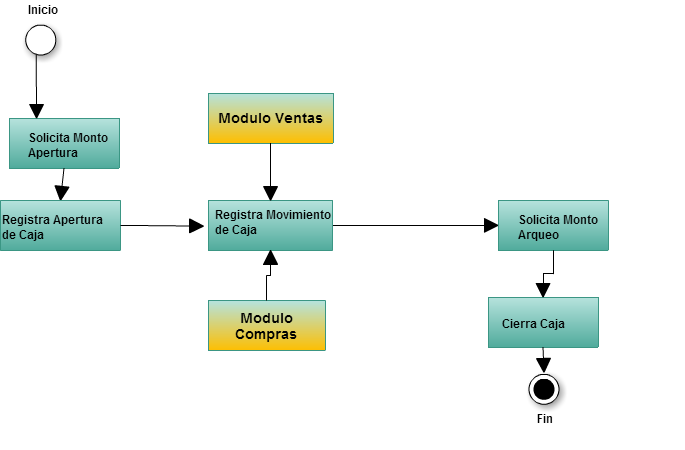 Inicio
Solicita Monto
Apertura
Registra Apertura
de Caja
Modulo Ventas
Registra Movimiento
de Caja
Modulo
Compras
Solicita Monto
Arqueo
Cierra Caja
Fin